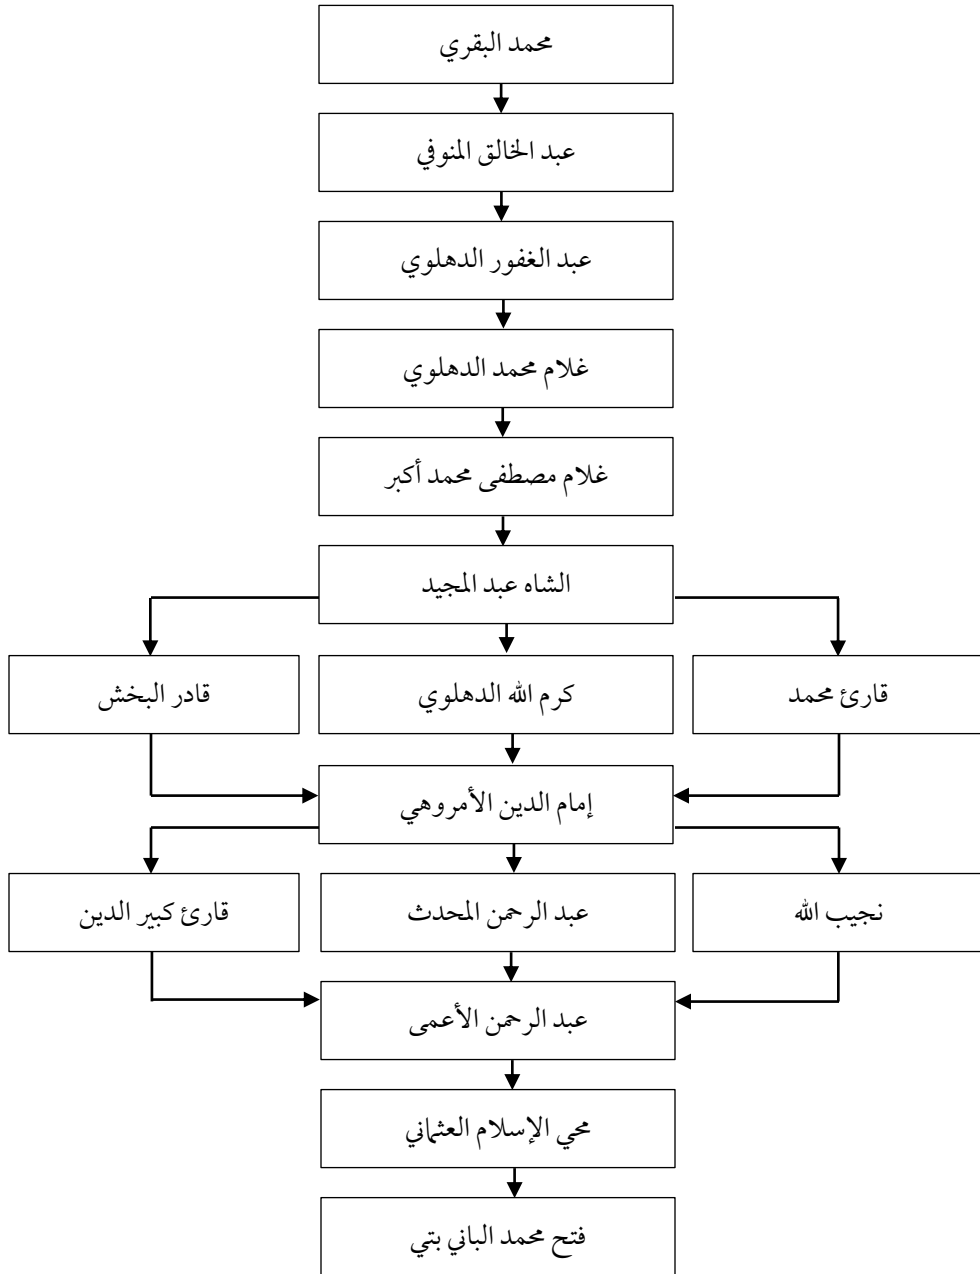 محمد البقري
عبد الخالق المنوفي
عبد الغفور الدهلوي
غلام محمد الدهلوي
غلام مصطفى محمد أكبر
الشاه عبد المجيد
قارئ محمد
كرم الله الدهلوي
قادر البخش
إمام الدين الأمروهي
نجيب الله
عبد الرحمن المحدث
قارئ كبير الدين
عبد الرحمن الأعمى
محي الإسلام العثماني
فتح محمد الباني بتي